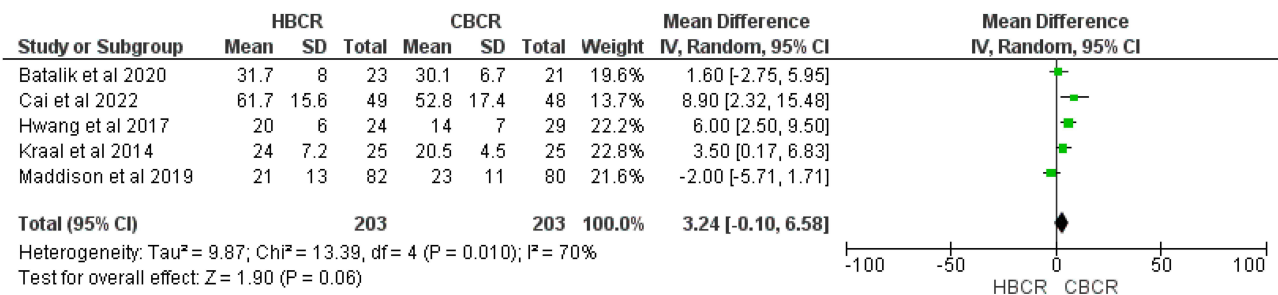 HBCR CBCR Mean Difference Mean Difference
Study or Subgroup Mean SD Total Mean SD Total Weight IV, Random, 95% CI IV, Random, 95% CI
Batalik et al 2020 31.7 8 23 30.1 6.7 21 19.6% 1.60 [-2.75, 5.95]
Cai et al 2022 61.7 15.6 49 52.8 17.4 48 13.7% 8.90 [2.32, 15.48]
Hwang et al 2017 20 6 24 14 7 29 22.2% 6.00 [2.50, 9.50]
Kraal et al 2014 24 7.2 25 20.5 4.5 25 22.8% 3.50 [0.17, 6.83]
Maddison et al 2019 21 13 82 23 11 80 21.6% -2.00 [-5.71, 1.71]
Total (95% CI) 203 203 100.0% 3.24 [-0.10, 6.58]
Heterogeneity: Tau² = 9.87; Chi² = 13.39, df = 4 (P = 0.010); I² = 70%
Test for overall effect: Z = 1.90 (P = 0.06)
-100 -50 0 50 100
HBCR CBCR